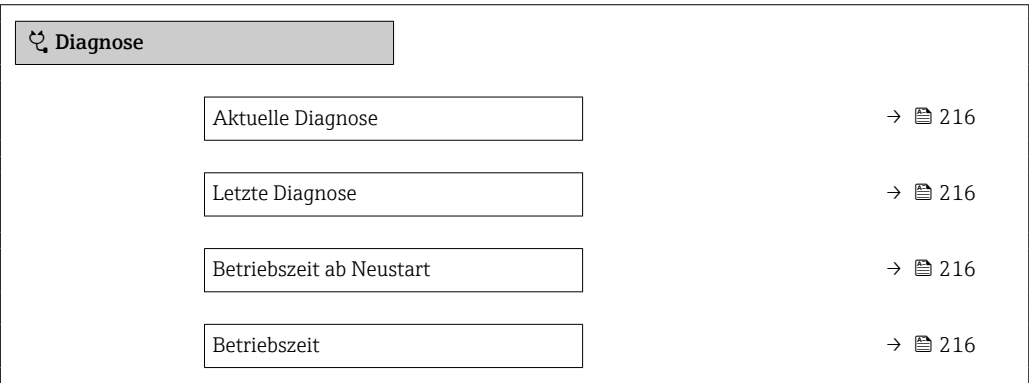 Diagnose
Aktuelle Diagnose → 216
Letzte Diagnose → 216
Betriebszeit ab Neustart → 216
Betriebszeit → 216